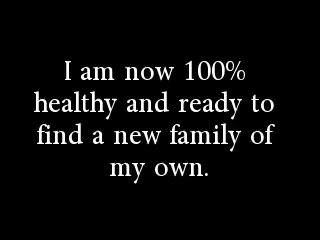 I am now 100%
healthy and ready to
find a new family of
my own.